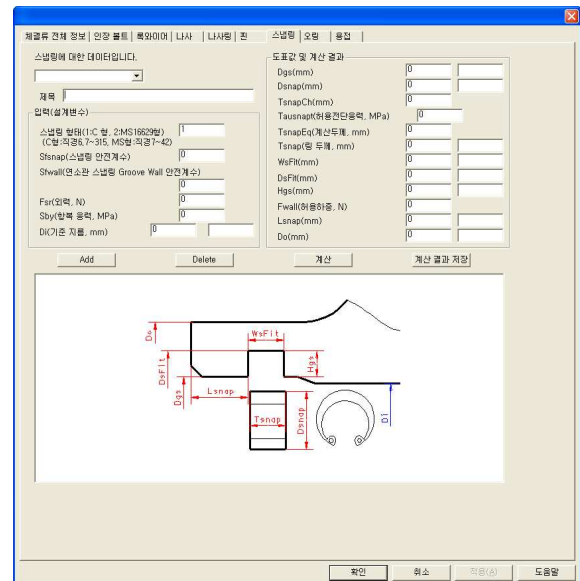 체결류 전체 정보 인장 볼트 록와이어 나사 나사링 핀 스냅링 오링 용접
스냅링에 대한 데이터입니다.
제목
입력(설계변수)
스냅링 형태(1:C 형, 2:MS16629형) 1
(C형:직경6.7~315, MS형:직경7~42)
Sfsnap(스냅링 안전계수) 0
Sfwall(연소관 스냅링 Groove Wall 안전계수)
0
Fsr(외력, N) 0
Sby(항복 응력, MPa) 0
Di(기준 지름, mm) 0
도표값 및 계산 결과
Dgs(mm) 0
Dsnap(mm) 0
TsnapCh(mm) 0
Tausnapt(허용전단응력, MPa) 0
TsnapEq(계산두께, mm) 0
Tsnap(링 두께, mm) 0
WsFit(mm) 0
DsFit(mm) 0
Hgs(mm) 0
Fwall(허용하중, N) 0
Lsnap(mm) 0
Do(mm) 0
Add Delete 계산 계산 결과 저장
WsFit
Do
DsFit
Dgs
Hgs
Lsnap
Tsnap
Dsnap
Di
확인 취소 적용(A) 도움말